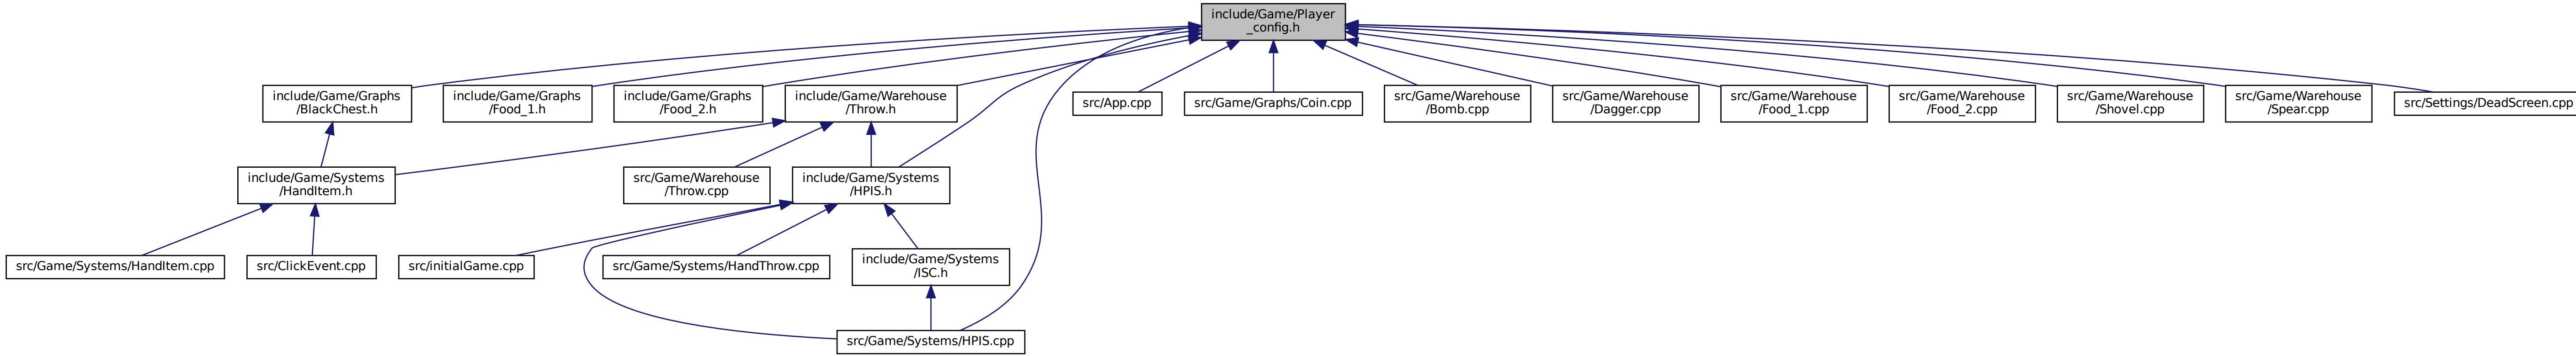 include/Game/Player
_config.h
include/Game/Graphs
/BlackChest.h
include/Game/Graphs
/Food_1.h
include/Game/Graphs
/Food_2.h
include/Game/Warehouse
/Throw.h
src/App.cpp
src/Game/Graphs/Coin.cpp
src/Game/Warehouse
/Bomb.cpp
src/Game/Warehouse
/Dagger.cpp
src/Game/Warehouse
/Food_1.cpp
src/Game/Warehouse
/Food_2.cpp
src/Game/Warehouse
/Shovel.cpp
src/Game/Warehouse
/Spear.cpp
src/Settings/DeadScreen.cpp
include/Game/Systems
/HandItem.h
src/Game/Warehouse
/Throw.cpp
include/Game/Systems
/HPIS.h
src/Game/Systems/HandItem.cpp
src/ClickEvent.cpp
src/initialGame.cpp
src/Game/Systems/HandThrow.cpp
include/Game/Systems
/ISC.h
src/Game/Systems/HPIS.cpp